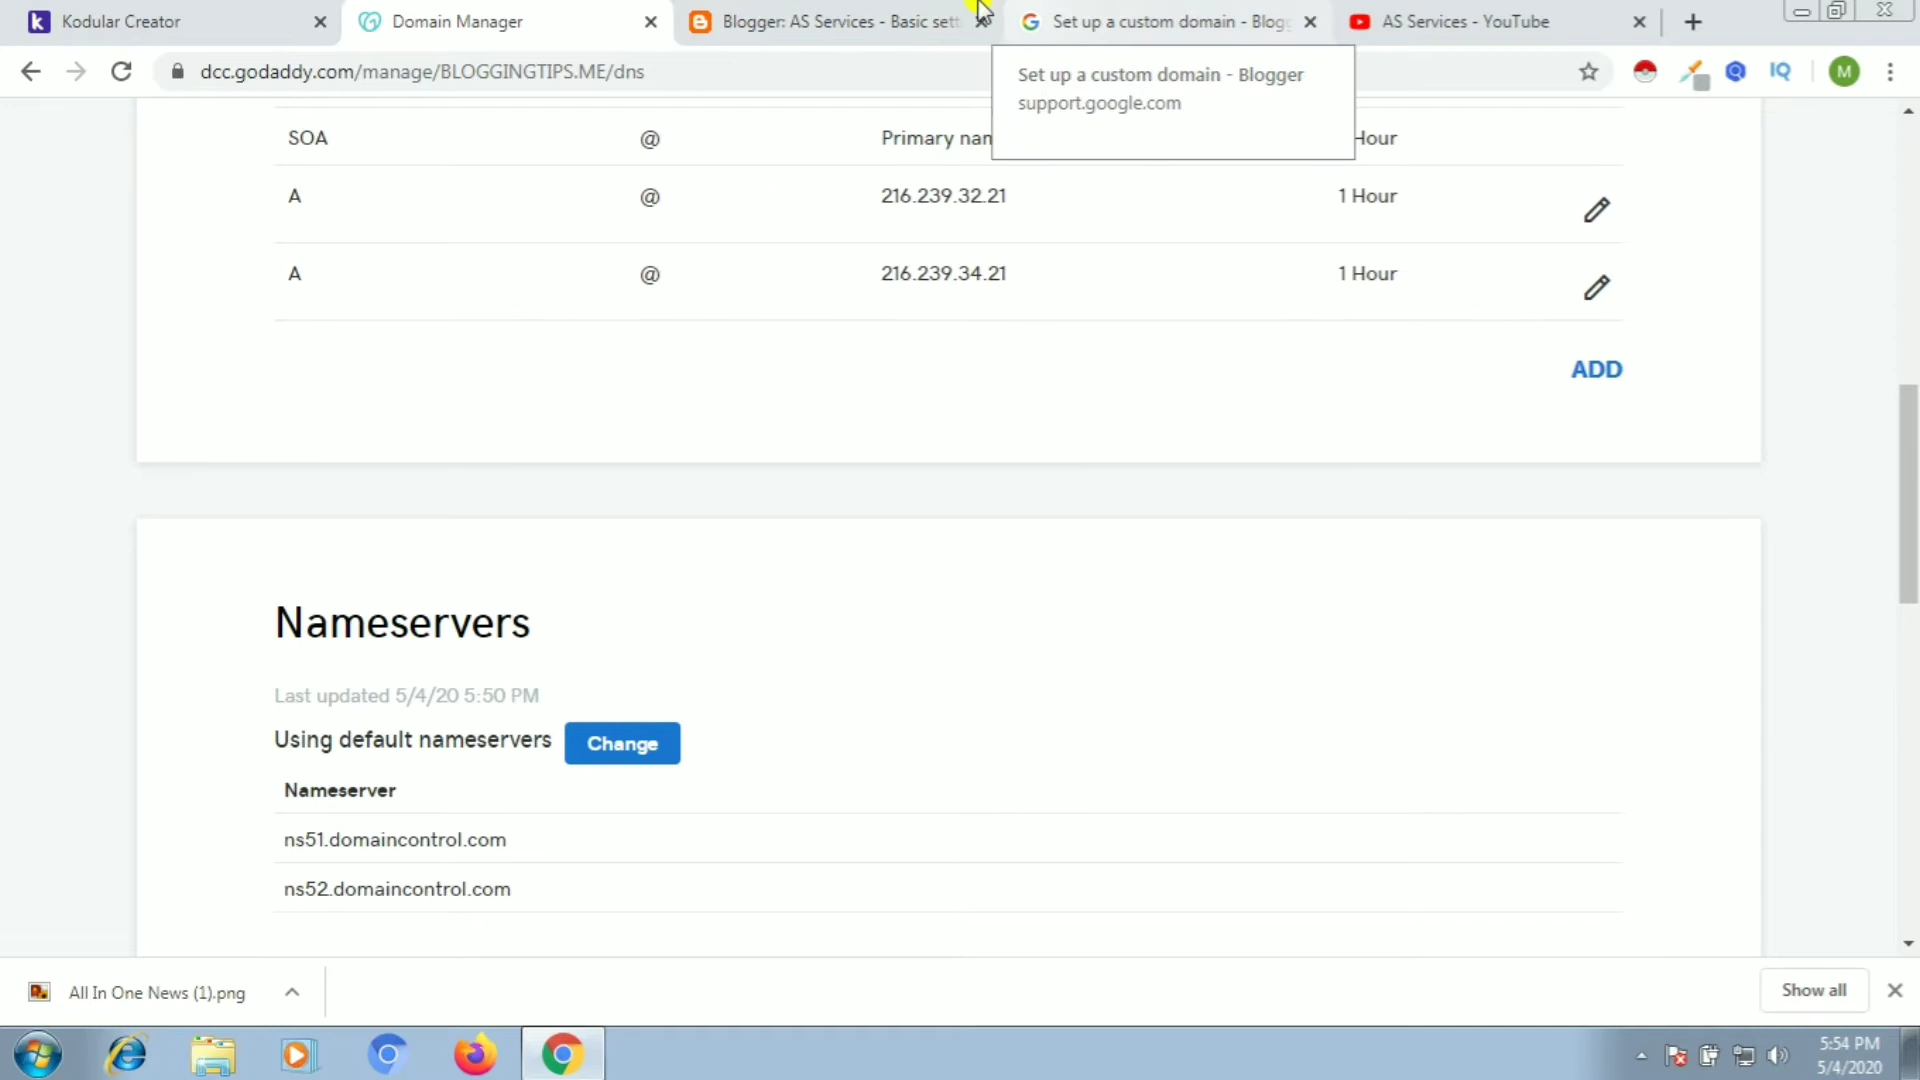 Kodular Creator
Domain Manager
Blogger: AS Services - Basic sett
Set up a custom domain - Blogg
AS Services - YouTube
dcc.godaddy.com/manage/BLOGGINGTIPS.ME/dns
IQ
M
Set up a custom domain - Blogger
support.google.com
SOA @ Primary nan Hour
A @ 216.239.32.21 1 Hour
A @ 216.239.34.21 1 Hour
ADD
Nameservers
Last updated 5/4/20 5:50 PM
Using default nameservers Change
Nameserver
ns51.domaincontrol.com
ns52.domaincontrol.com
All In One News (1).png
Show all
5:54 PM
5/4/2020